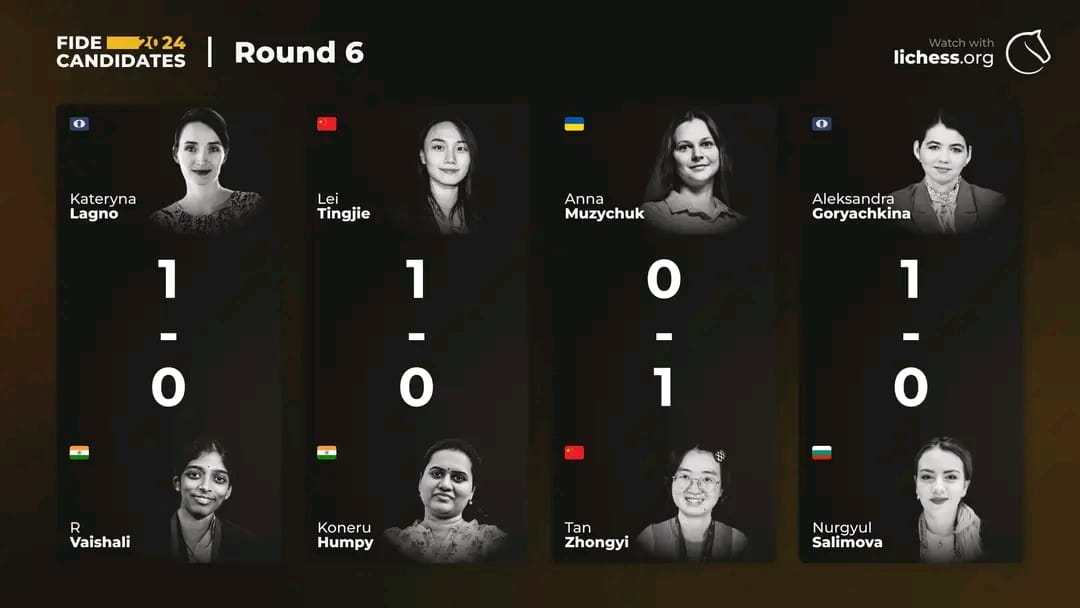 FIDE 2024
CANDIDATES
Round 6
Watch with
lichess.org
Kateryna
Lagno
1
-
0
R
Vaishali
Lei
Tingjie
1
-
0
Koneru
Humpy
Anna
Muzychuk
0
-
1
Tan
Zhongyi
Aleksandra
Goryachkina
1
-
0
Nurgyul
Salimova